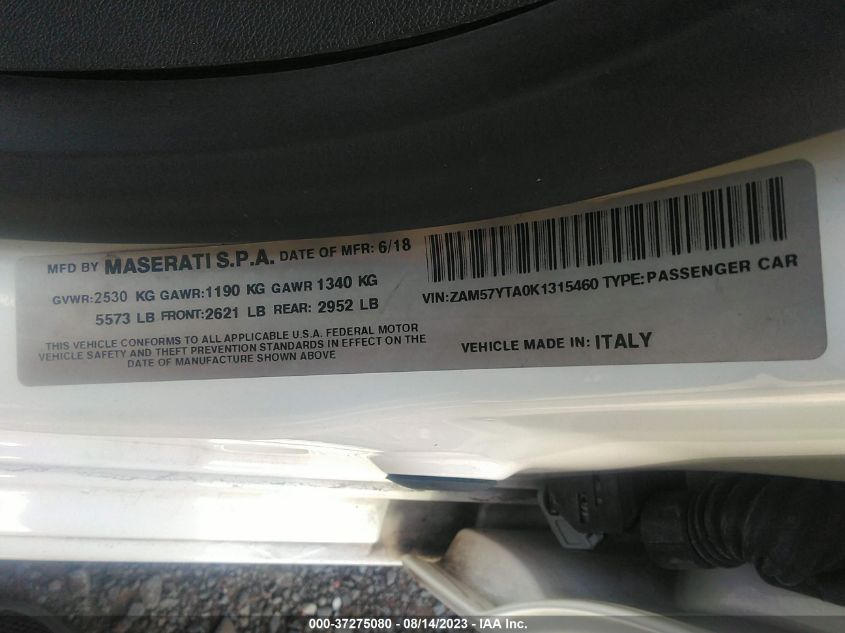 MFD BY MASERATI S.P.A. DATE OF MFR: 6/18
GVWR:2530 KG GAWR:1190 KG GAWR 1340 KG
5573 LB FRONT:2621 LB REAR: 2952 LB
THIS VEHICLE CONFORMS TO ALL APPLICABLE U.S.A. FEDERAL MOTOR
VEHICLE SAFETY AND THEFT PREVENTION STANDARDS IN EFFECT ON THE
DATE OF MANUFACTURE SHOWN ABOVE
VIN:ZAM57YTA0K1315460 TYPE:PASSENGER CAR
VEHICLE MADE IN: ITALY
000-37275080 - 08/14/2023 - IAA Inc.